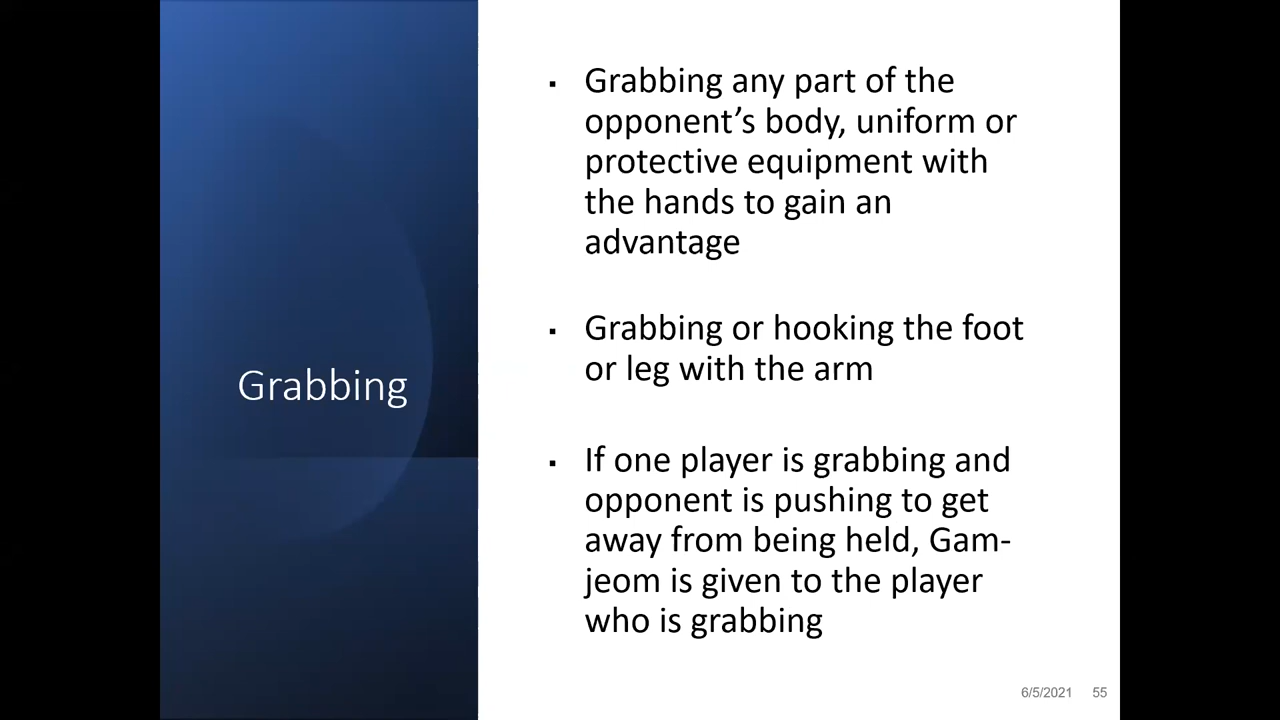 Grabbing
▪ Grabbing any part of the
opponent’s body, uniform or
protective equipment with
the hands to gain an
advantage
▪ Grabbing or hooking the foot
or leg with the arm
▪ If one player is grabbing and
opponent is pushing to get
away from being held, Gam-
jeom is given to the player
who is grabbing
6/5/2021 55